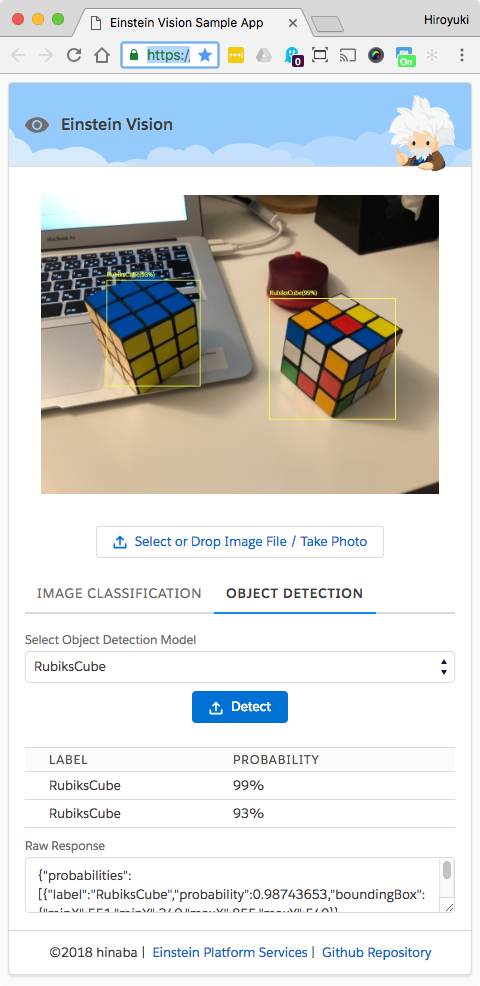 Einstein Vision Sample App
Hiroyuki
https:/
0
On
Einstein Vision
MacBook Pro
RubiksCube(93%)
RubiksCube(99%)
Select or Drop Image File / Take Photo
IMAGE CLASSIFICATION
OBJECT DETECTION
Select Object Detection Model
RubiksCube
Detect
LABEL PROBABILITY
RubiksCube 99%
RubiksCube 93%
Raw Response
{"probabilities":
[{"label":"RubiksCube","probability":0.98743653,"boundingBox":
©2018 hinaba | Einstein Platform Services | Github Repository